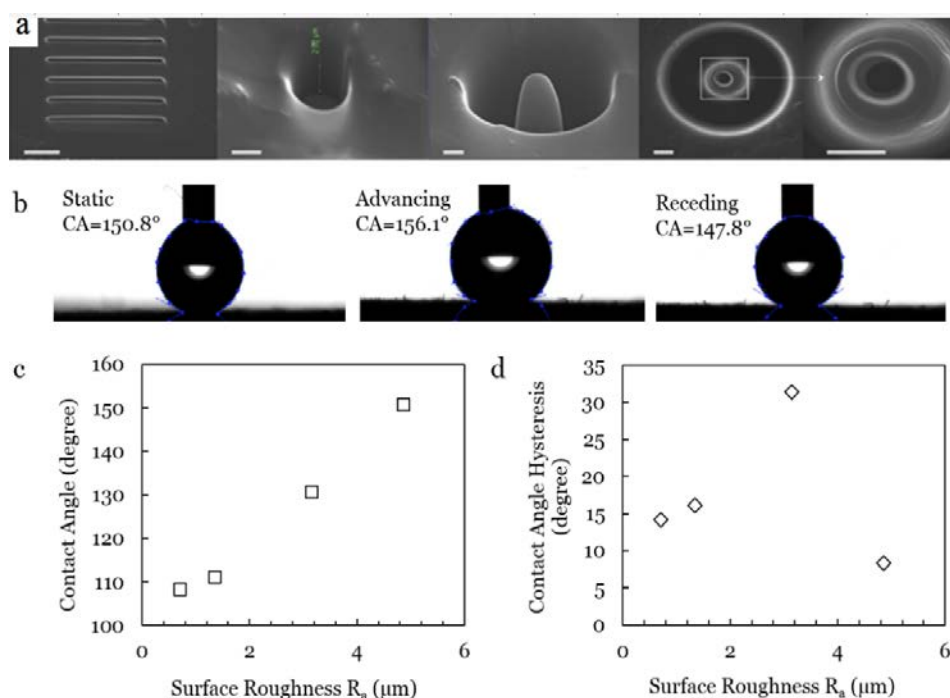 a
b
Static
CA=150.8°
Advancing
CA=156.1°
Receding
CA=147.8°
c
Contact Angle (degree)
160
150
140
130
120
110
100
0
2
4
6
Surface Roughness Rₐ (μm)
d
Contact Angle Hysteresis
(degree)
35
30
25
20
15
10
5
0
0
2
4
6
Surface Roughness Rₐ (μm)